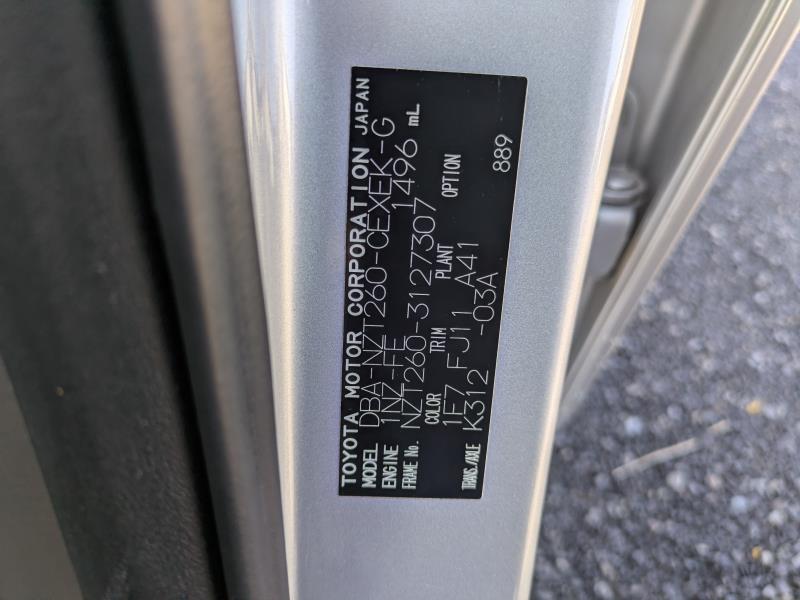 TOYOTA MOTOR CORPORATION JAPAN
MODEL DBA-NZT260-CEXEK-G
ENGINE 1NZ-FE 1496 mL
FRAME No. NZT260-3127307
COLOR TRIM PLANT OPTION
1E7 FJ11 A41
TRANS./AXLE K312 -03A 889